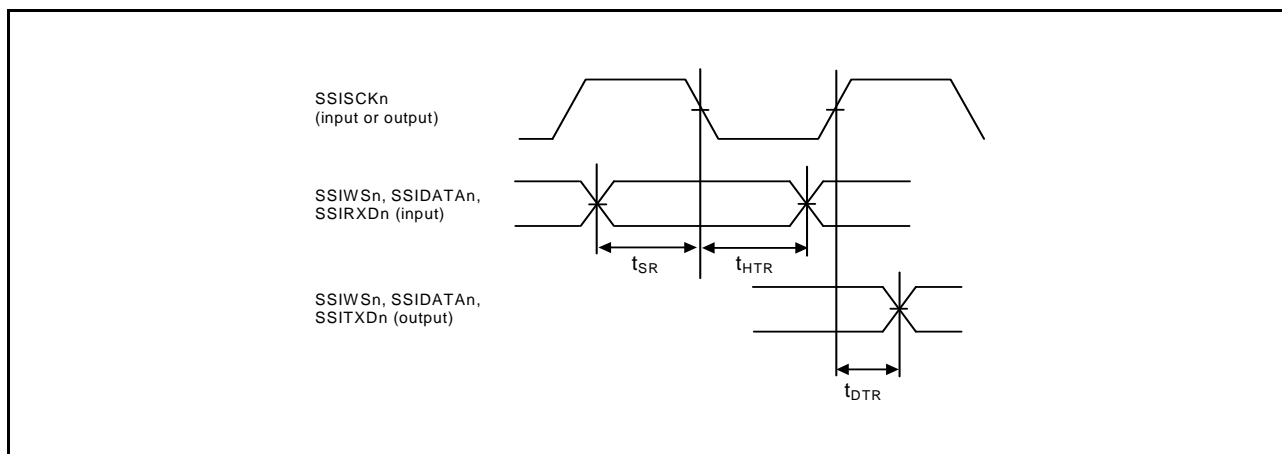 SSISCKn
(input or output)
SSIWSn, SSIDATAn,
SSIRXDn (input)
tSR
tHTR
SSIWSn, SSIDATAn,
SSITXDn (output)
tDTR